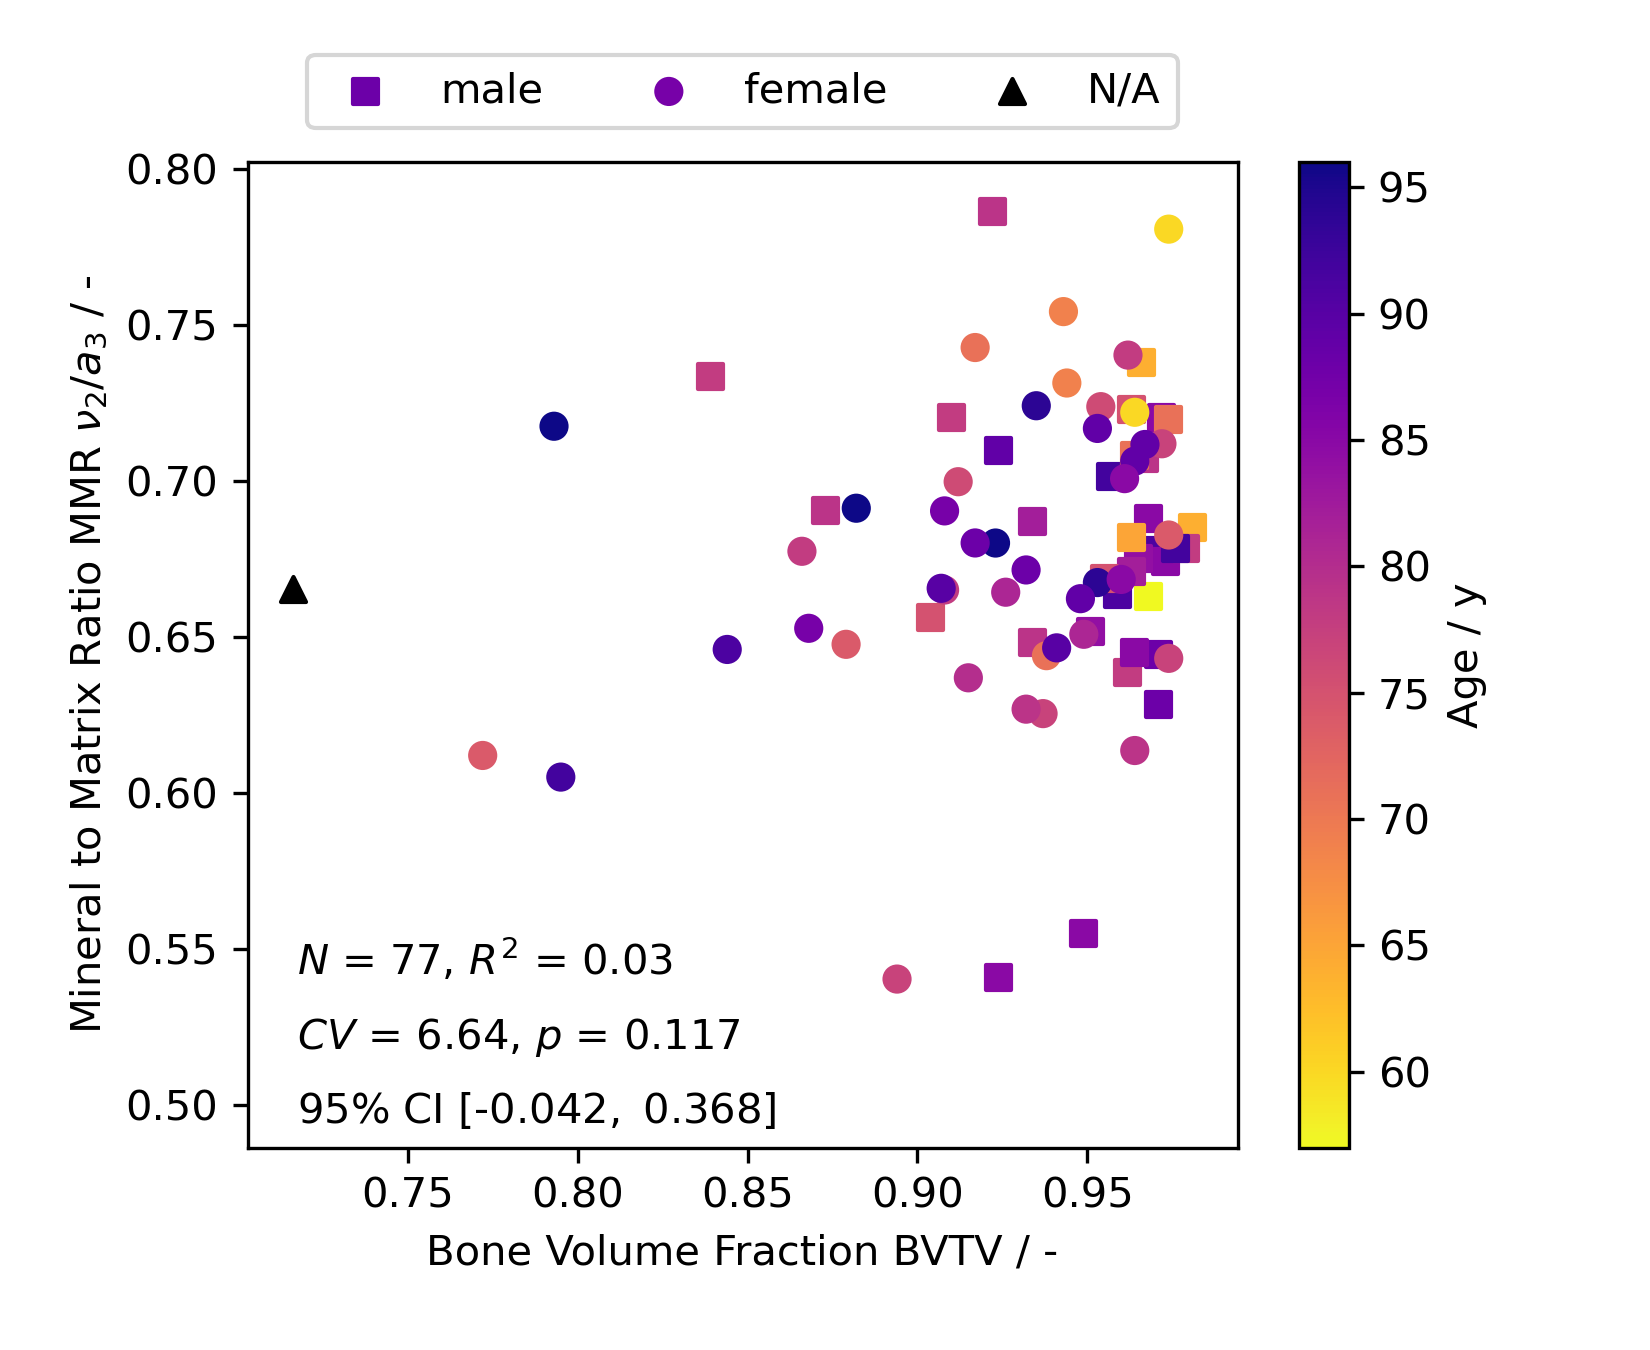 male female N/A
0.80
0.75
0.70
0.65
0.60
0.55
0.50
Mineral to Matrix Ratio MMR ν₂/a₃ / -
N = 77, R² = 0.03
CV = 6.64, p = 0.117
95% CI [-0.042, 0.368]
0.75 0.80 0.85 0.90 0.95
Bone Volume Fraction BVTV / -
95
90
85
80
75
70
65
60
Age / y